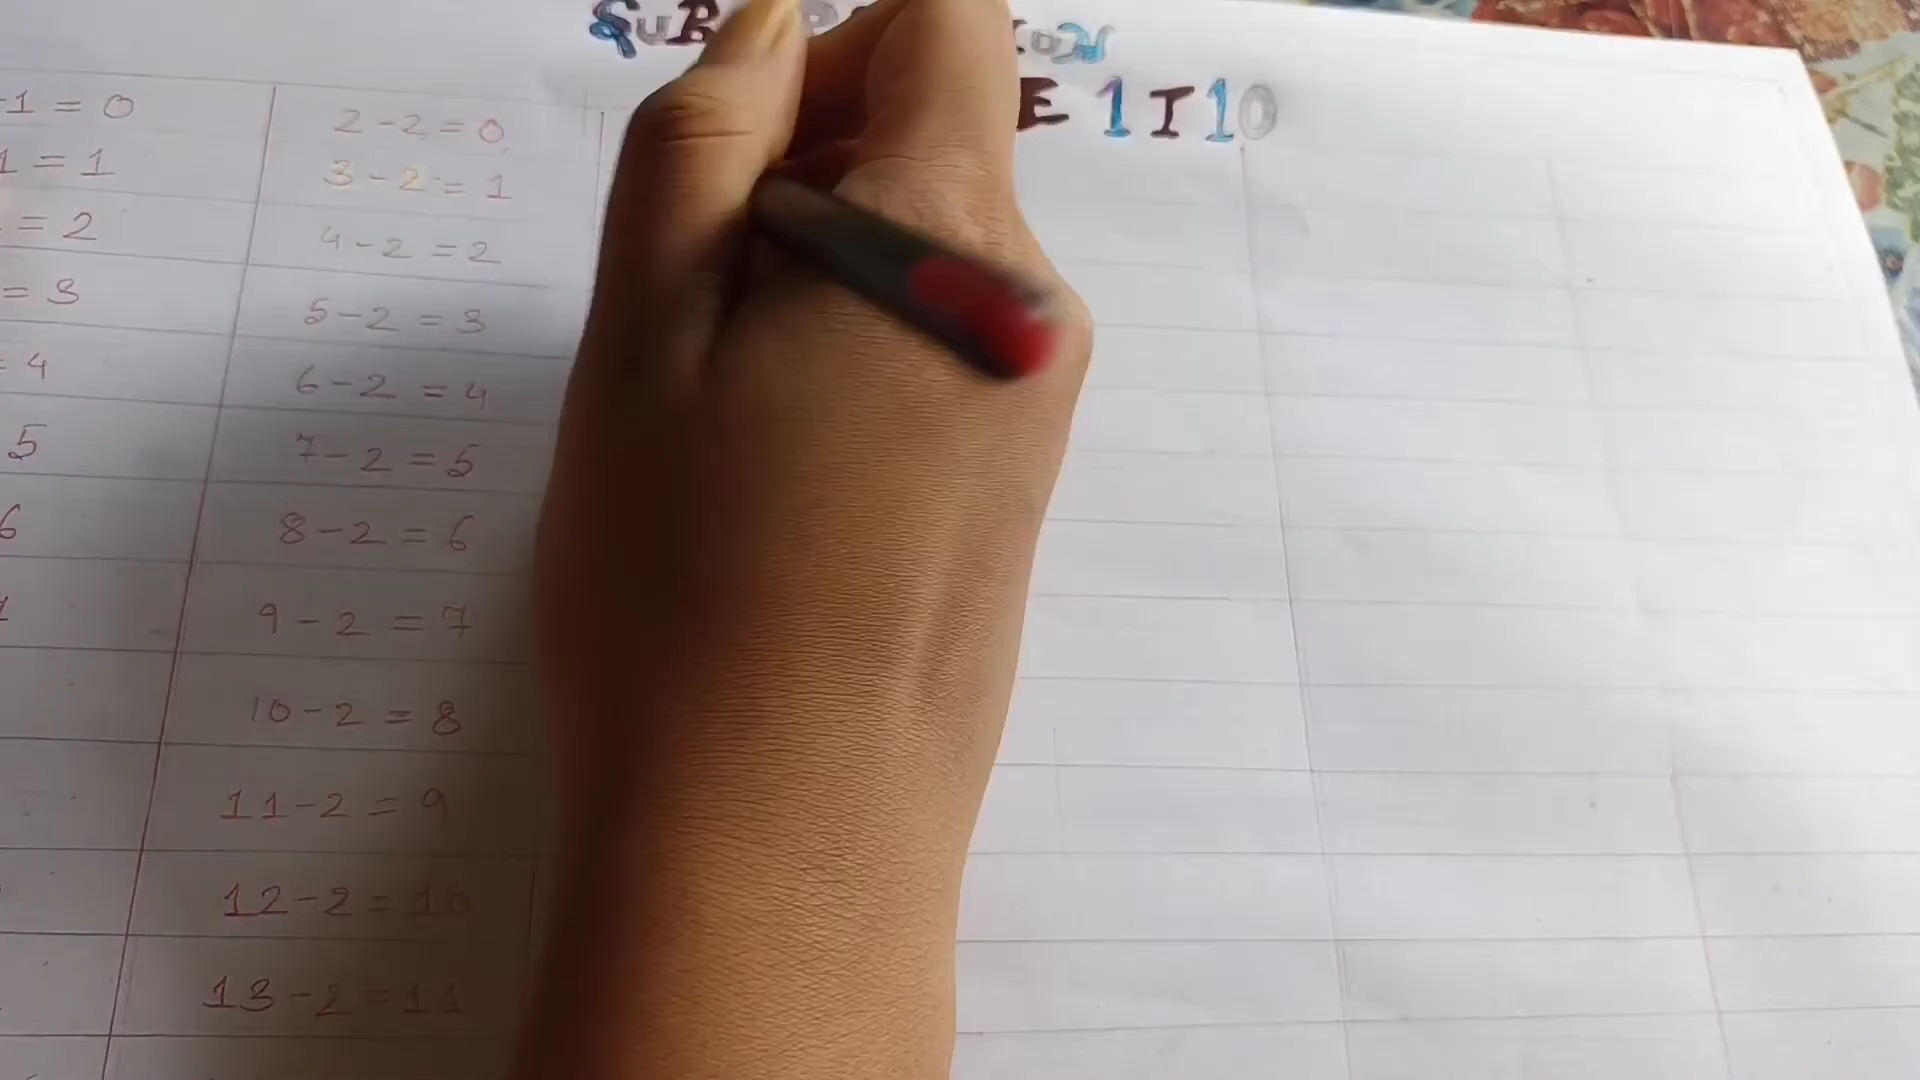 SUB
E 1 I 10
-1 = 0
1 = 1
= 2
= 3
= 4
5
6
2 - 2 = 0
3 - 2 = 1
4 - 2 = 2
5 - 2 = 3
6 - 2 = 4
7 - 2 = 5
8 - 2 = 6
9 - 2 = 7
10 - 2 = 8
11 - 2 = 9
12 - 2 = 10
13 - 2 = 11